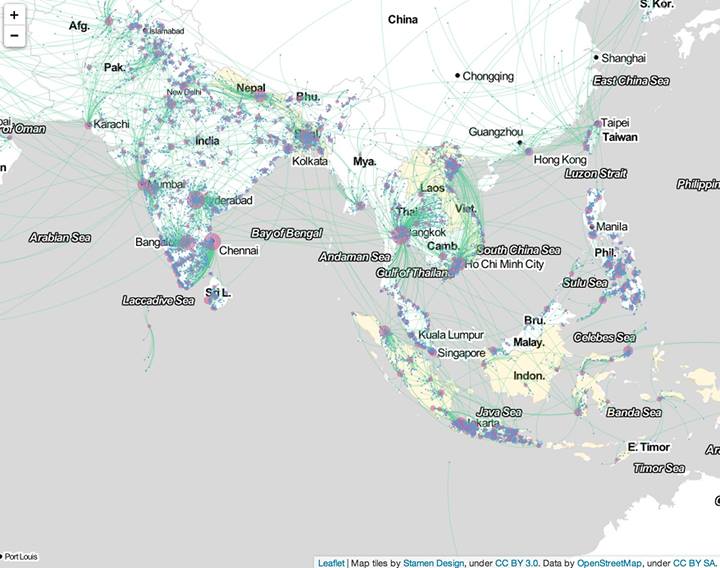 +
−
S. Kor.
China
Afg.
Islamabad
Shanghai
Pak.
Chongqing
East China Sea
New Delhi
Nepal
Bhu.
Karachi
Taipei
of Oman
Guangzhou
Taiwan
India
Kolkata
Mya.
Hong Kong
Luzon Strait
Laos
Mumbai
Philippin
Thai.
Viet.
Manila
Arabian Sea
Bay of Bengal
Bangkok
Chennai
Camb.
South China Sea
Phil.
Andaman Sea
Ho Chi Minh City
Gulf of Thailan
Sulu Sea
Laccadive Sea
Sri L.
Bru.
Kuala Lumpur
Malay.
Celebes Sea
Singapore
Indon.
Java Sea
Banda Sea
Jakarta
E. Timor
Timor Sea
Port Louis
Leaflet | Map tiles by Stamen Design, under CC BY 3.0. Data by OpenStreetMap, under CC BY SA.